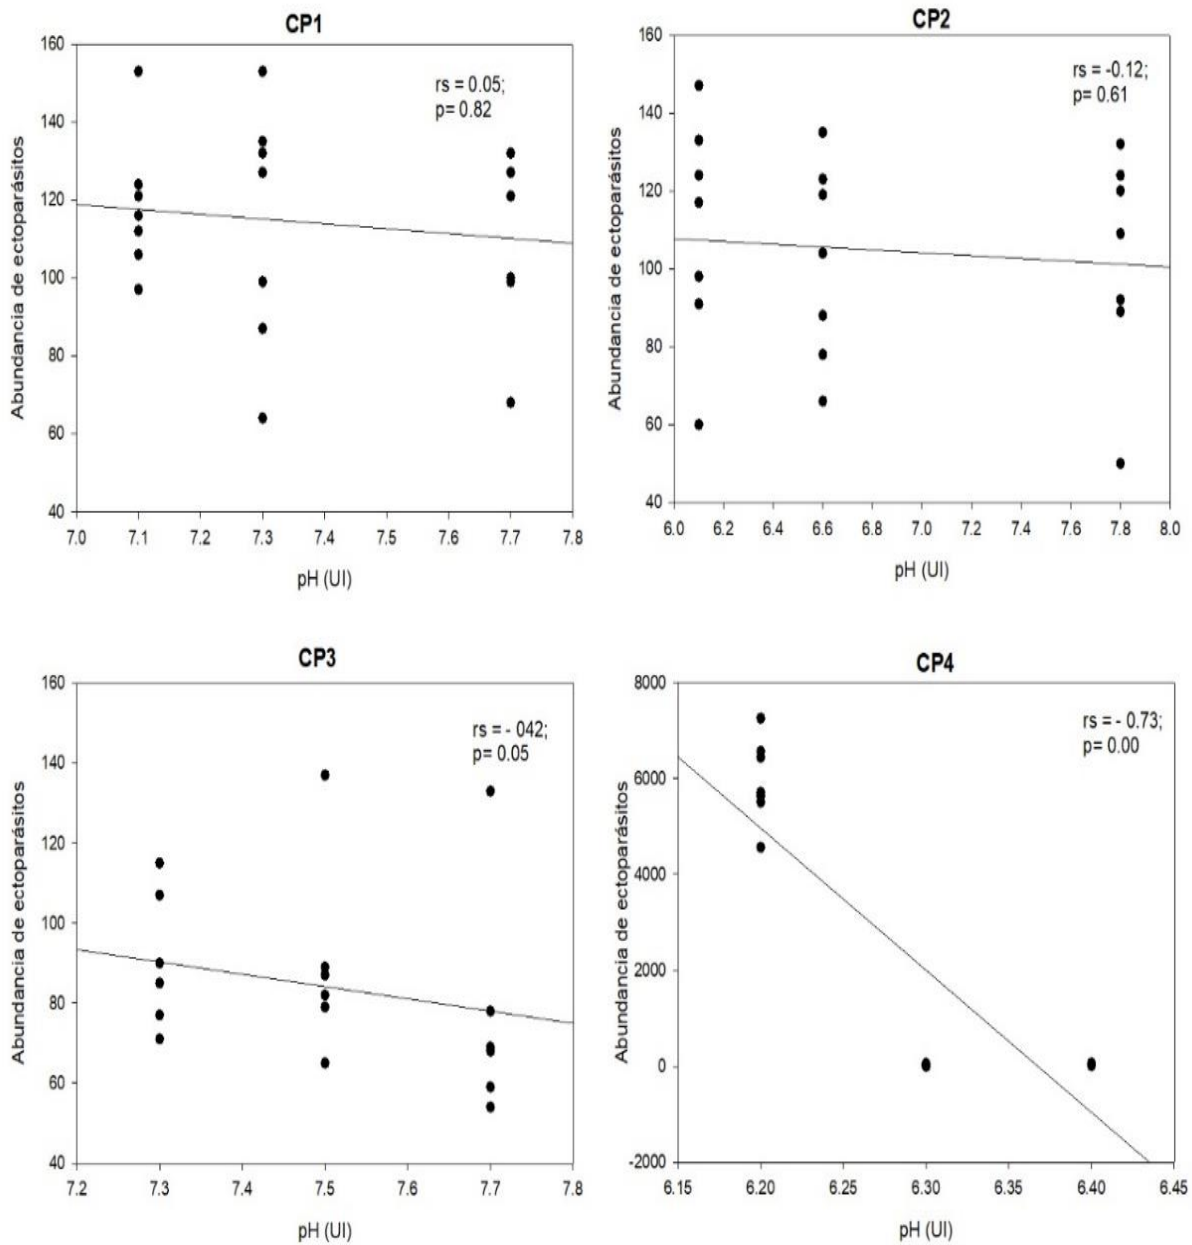 CP1
160
140
120
100
80
60
40
Abundancia de ectoparásitos
rs = 0.05;
p= 0.82
7.0 7.1 7.2 7.3 7.4 7.5 7.6 7.7 7.8
pH (UI)
CP2
160
140
120
100
80
60
40
Abundancia de ectoparásitos
rs = -0.12;
p= 0.61
6.0 6.2 6.4 6.6 6.8 7.0 7.2 7.4 7.6 7.8 8.0
pH (UI)
CP3
160
140
120
100
80
60
40
Abundancia de ectoparásitos
rs = - 042;
p= 0.05
7.2 7.3 7.4 7.5 7.6 7.7 7.8
pH (UI)
CP4
8000
6000
4000
2000
0
-2000
Abundancia de ectoparásitos
rs = - 0.73;
p= 0.00
6.15 6.20 6.25 6.30 6.35 6.40 6.45
pH (UI)